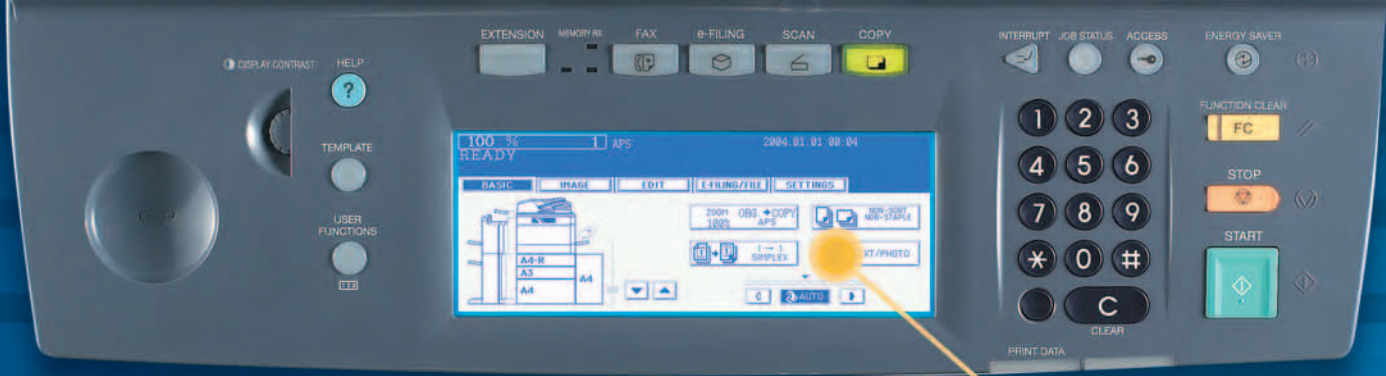 EXTENSION
MEMORY RX
FAX
e-FILING
SCAN
COPY
INTERRUPT
JOB STATUS
ACCESS
ENERGY SAVER
DISPLAY CONTRAST
HELP
?
TEMPLATE
USER
FUNCTIONS
100 % 1 APS 2004.01.01 00:04
READY
BASIC IMAGE EDIT E-FILING/FILE SETTINGS
ZOOM ORG.→COPY
100% APS
NON-SORT
NON-STAPLE
1→1
SIMPLEX
XT/PHOTO
A4-R
A3
A4
A4
AUTO
1 2 3
4 5 6
7 8 9
* 0 #
C
CLEAR
FUNCTION CLEAR
FC
STOP
START
PRINT DATA